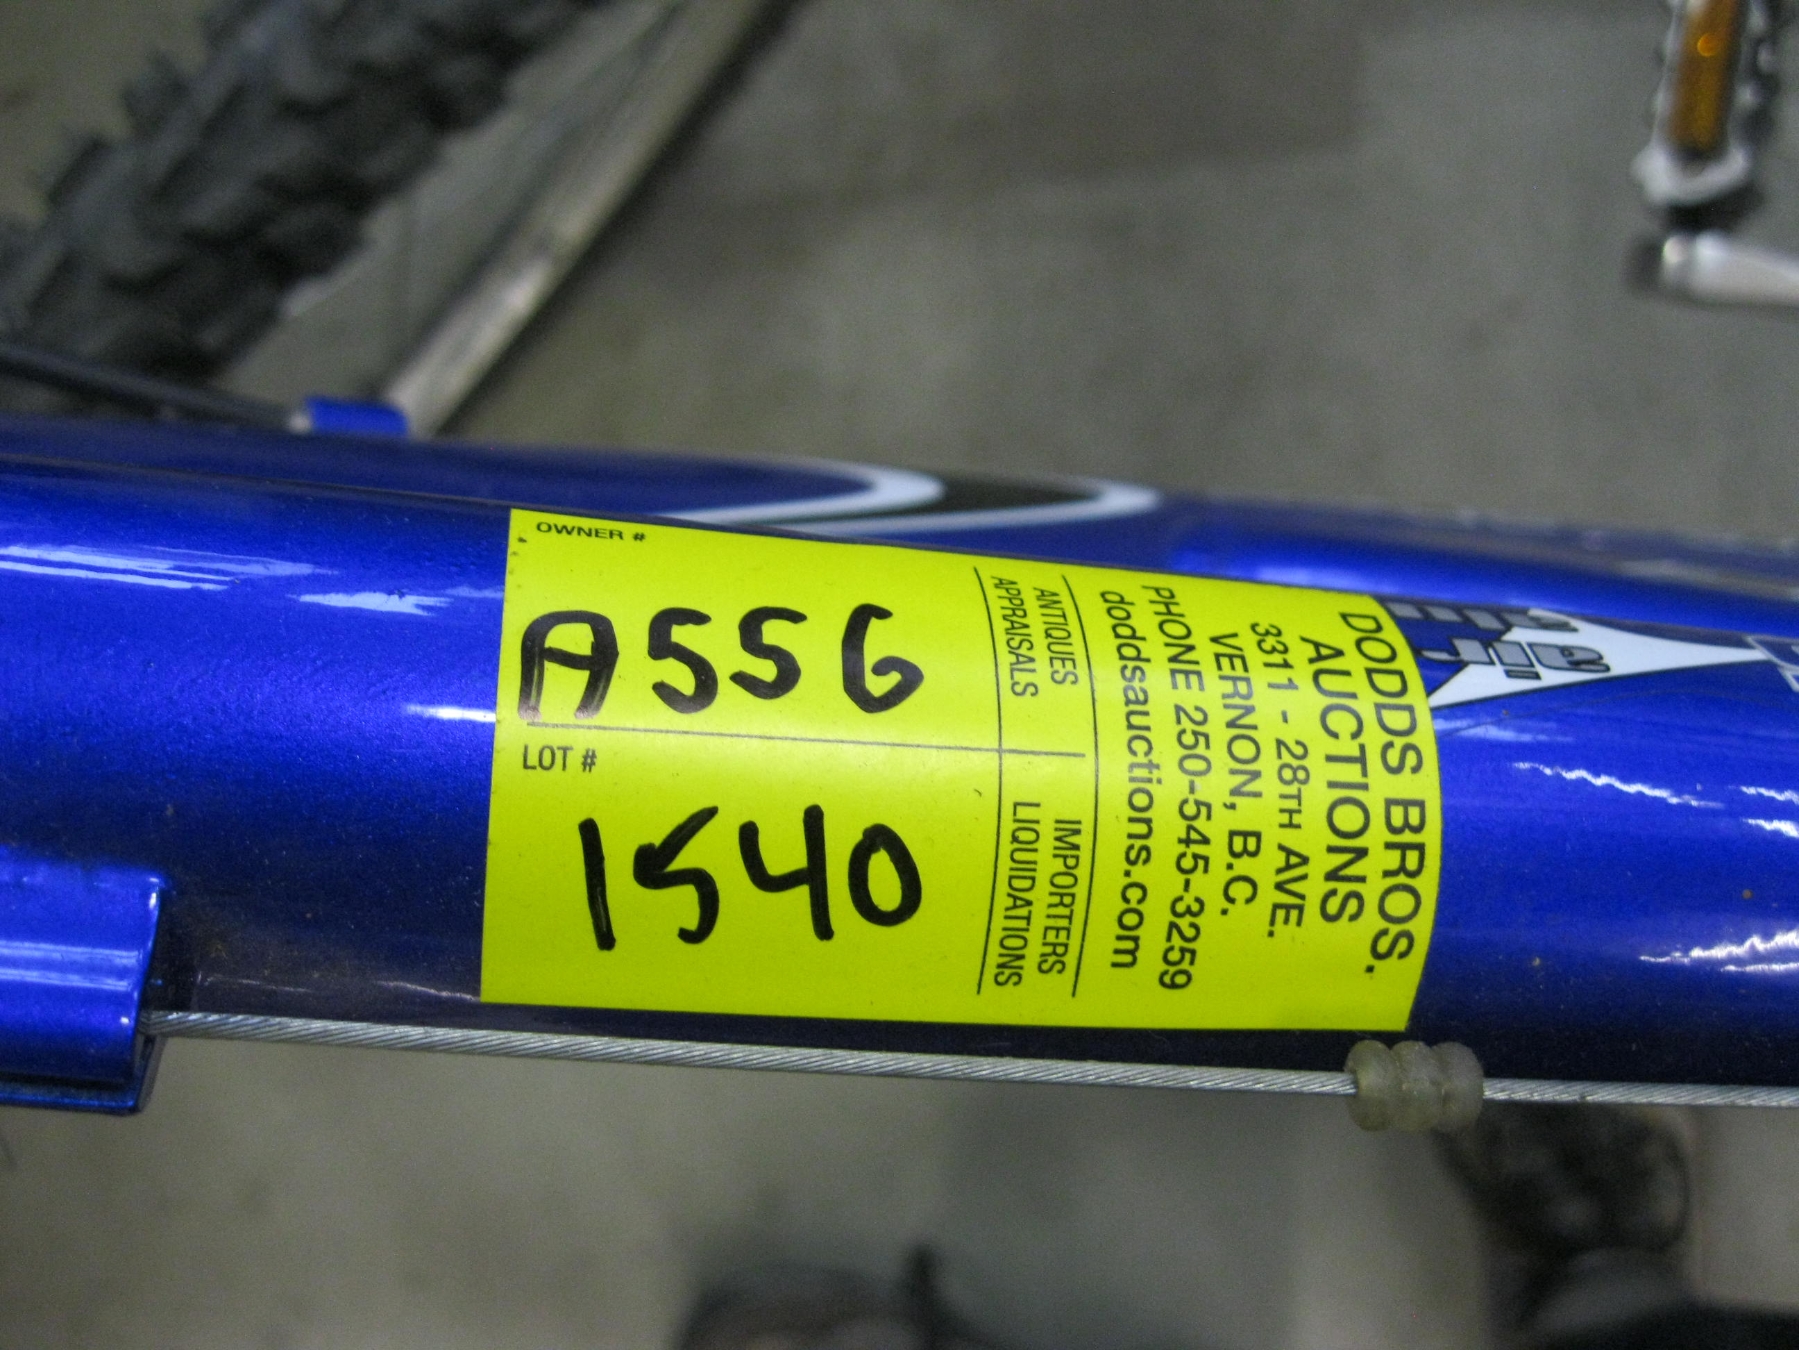 OWNER #
A556
LOT #
1540
ANTIQUES
APPRAISALS
IMPORTERS
LIQUIDATIONS
DODDS BROS.
AUCTIONS
331 - 28TH AVE.
VERNON, B.C.
PHONE 250-545-3259
doddsauctions.com